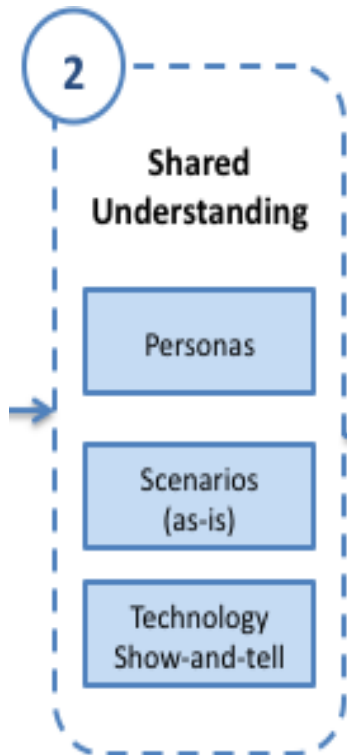 2
Shared
Understanding
Personas
Scenarios
(as-is)
Technology
Show-and-tell